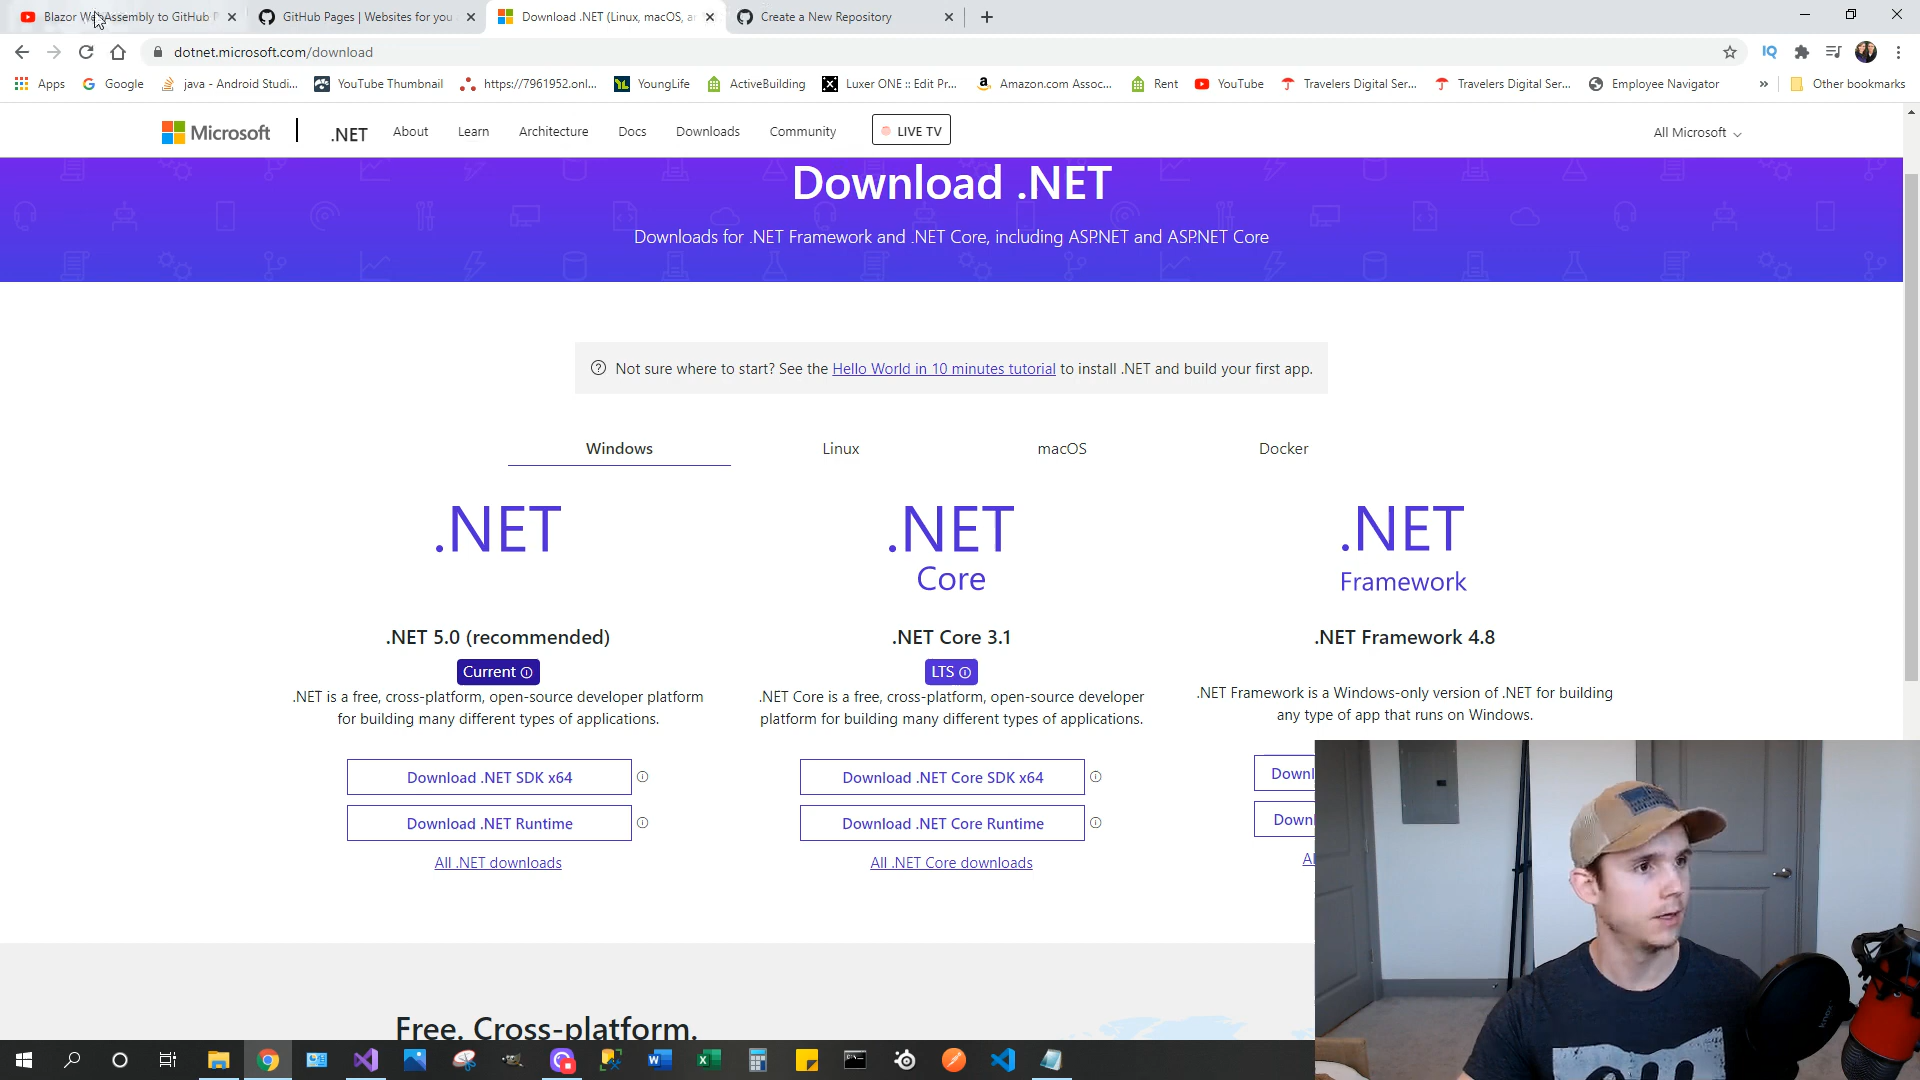 Blazor WebAssembly to GitHub P
GitHub Pages | Websites for you
Download .NET (Linux, macOS, a
Create a New Repository
dotnet.microsoft.com/download
IQ
Apps
Google
java - Android Studi...
YouTube Thumbnail
https://7961952.onl...
YoungLife
ActiveBuilding
Luxer ONE :: Edit Pr...
Amazon.com Assoc...
Rent
YouTube
Travelers Digital Ser...
Travelers Digital Ser...
Employee Navigator
»
Other bookmarks
Microsoft
.NET
About
Learn
Architecture
Docs
Downloads
Community
LIVE TV
All Microsoft
Download .NET
Downloads for .NET Framework and .NET Core, including ASP.NET and ASP.NET Core
Not sure where to start? See the Hello World in 10 minutes tutorial to install .NET and build your first app.
Windows
Linux
macOS
Docker
.NET
.NET 5.0 (recommended)
Current
.NET is a free, cross-platform, open-source developer platform
for building many different types of applications.
Download .NET SDK x64
Download .NET Runtime
All .NET downloads
.NET
Core
.NET Core 3.1
LTS
.NET Core is a free, cross-platform, open-source developer
platform for building many different types of applications.
Download .NET Core SDK x64
Download .NET Core Runtime
All .NET Core downloads
.NET
Framework
.NET Framework 4.8
.NET Framework is a Windows-only version of .NET for building
any type of app that runs on Windows.
Downl
Downl
Al
Free. Cross-platform.